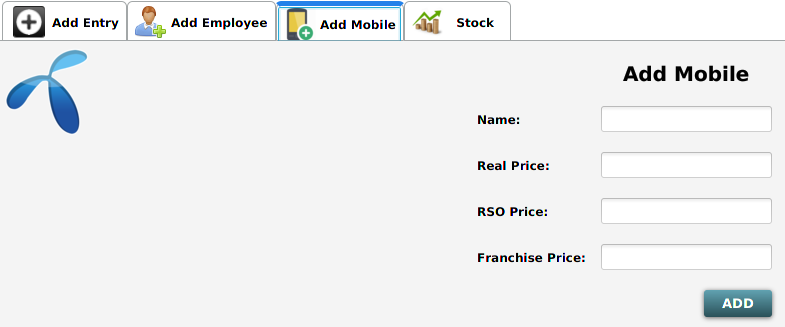 Add Entry Add Employee Add Mobile Stock
Add Mobile
Name:
Real Price:
RSO Price:
Franchise Price:
ADD